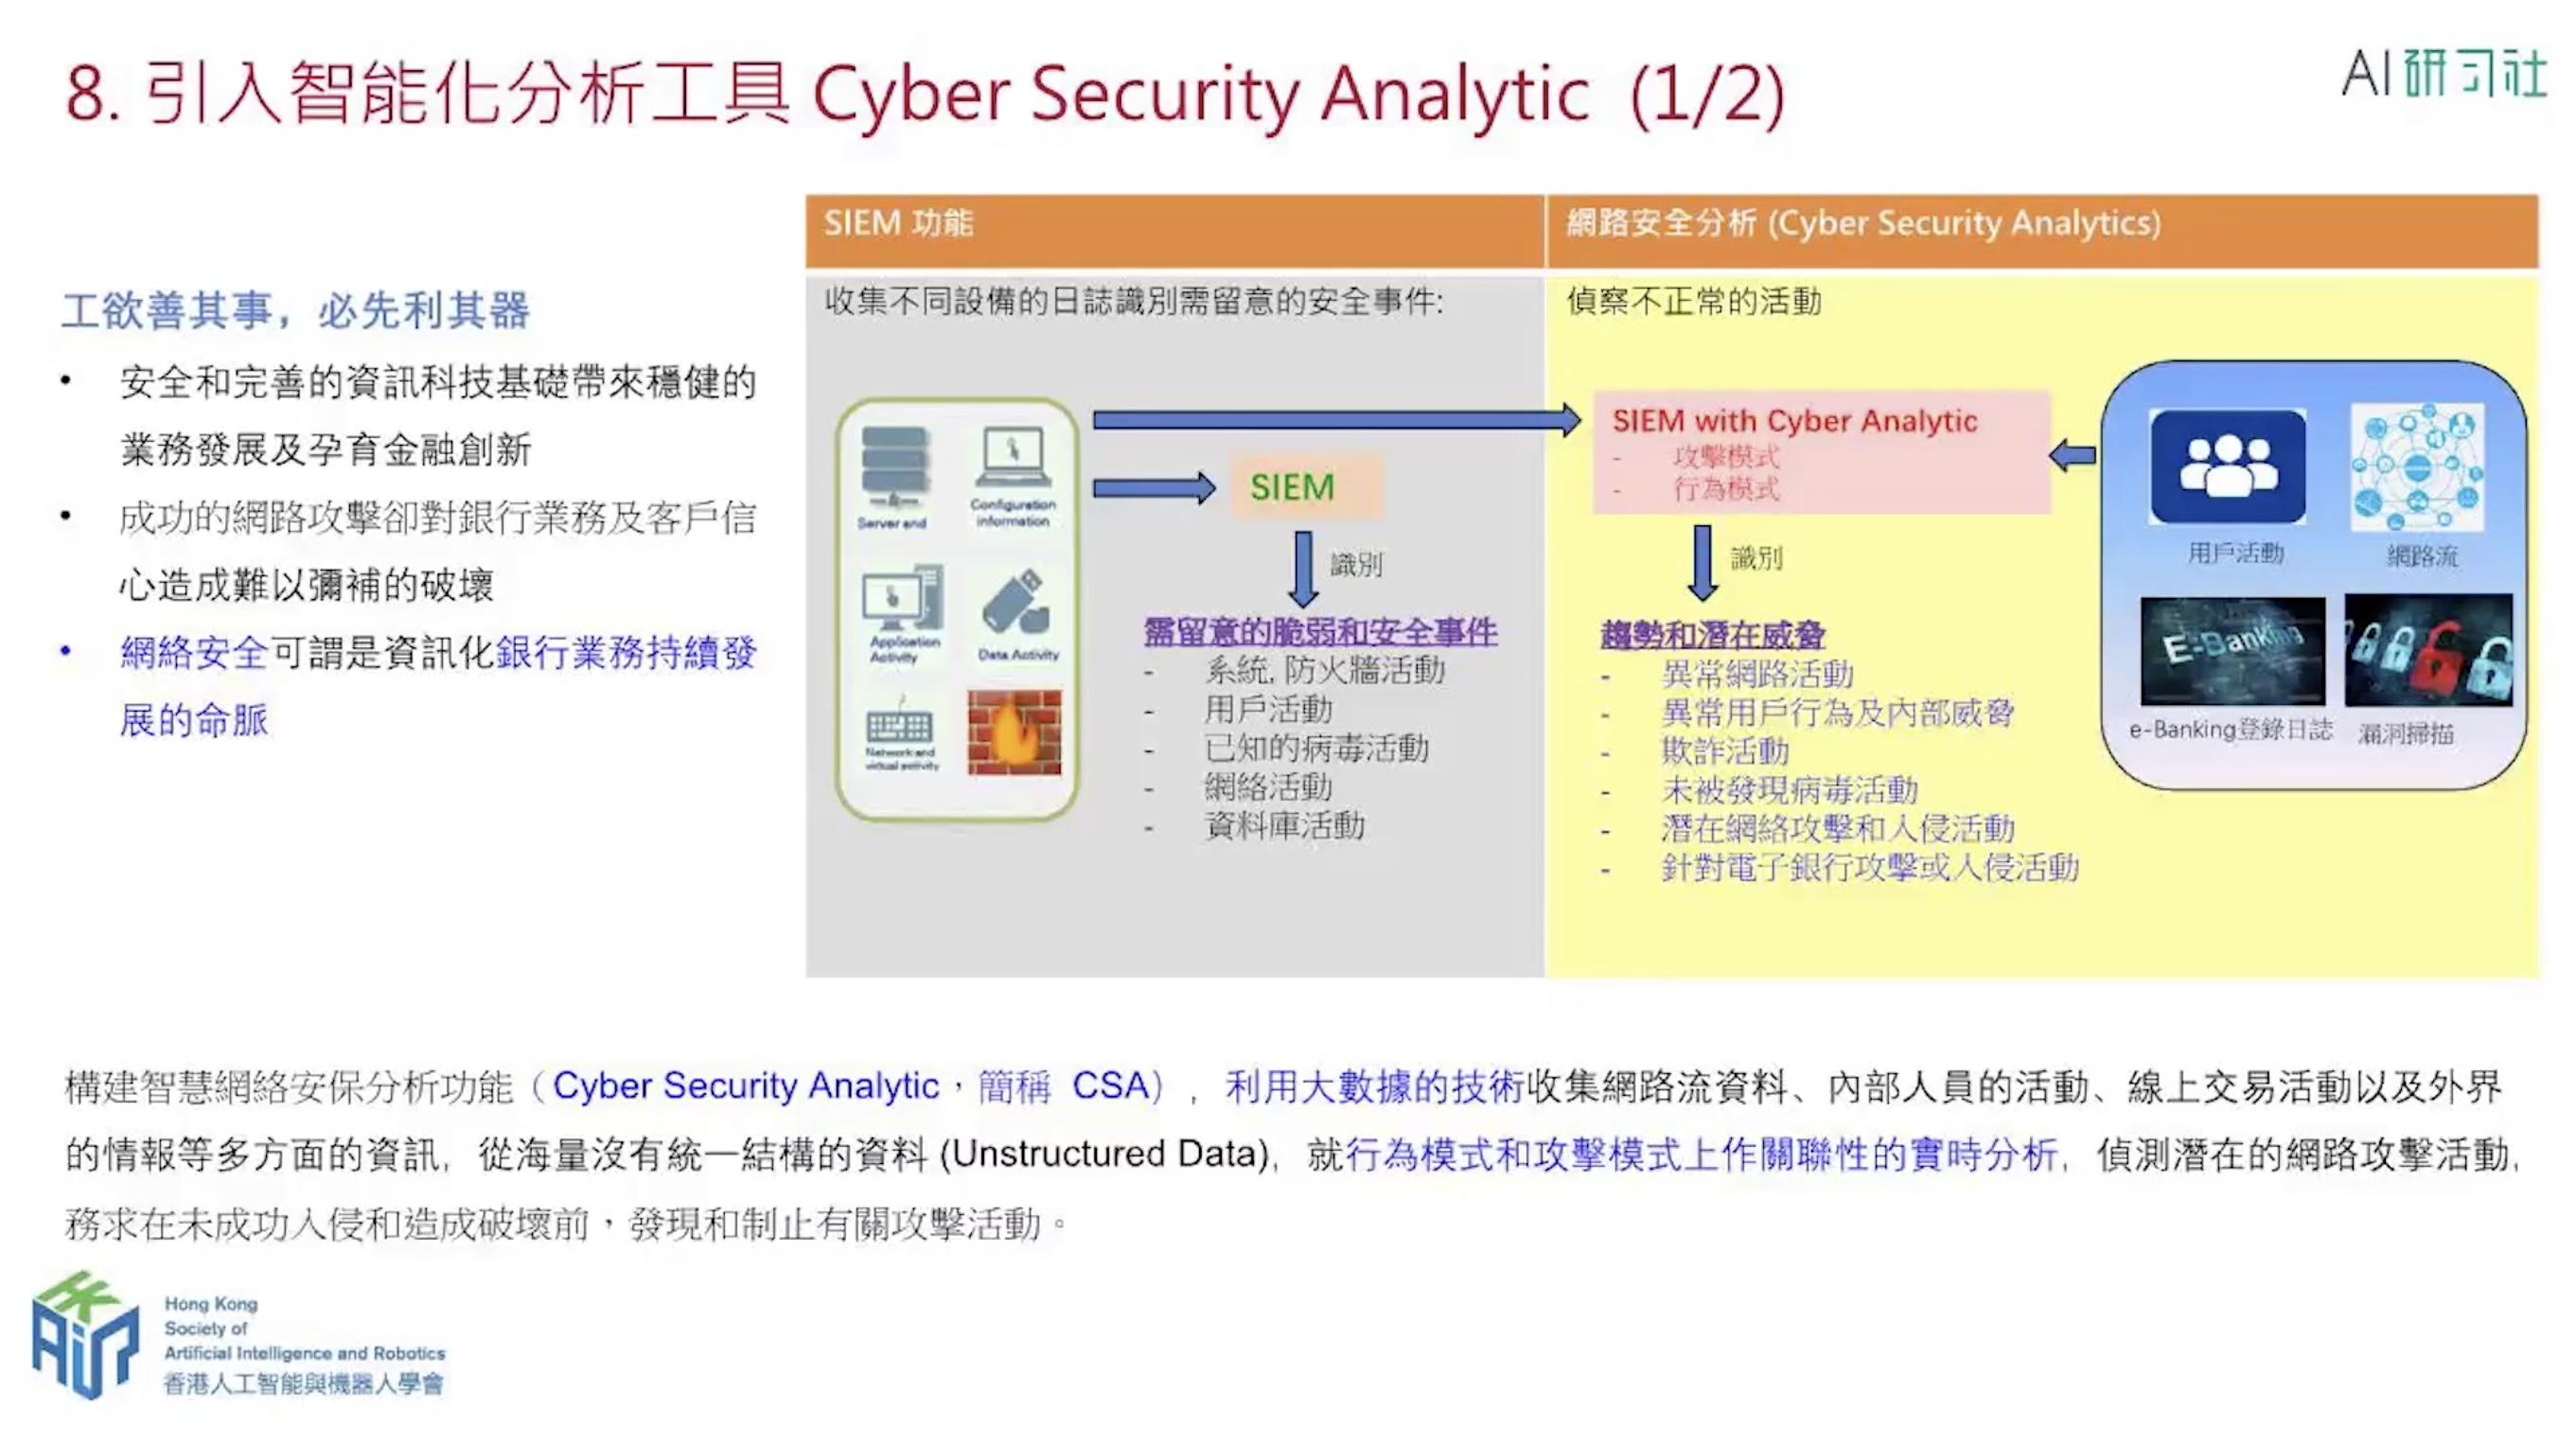 8. 引入智能化分析工具 Cyber Security Analytic (1/2)
AI研习社
工欲善其事，必先利其器
• 安全和完善的資訊科技基礎帶來穩健的
業務發展及孕育金融創新
• 成功的網路攻擊卻對銀行業務及客戶信
心造成難以彌補的破壞
• 網絡安全可謂是資訊化銀行業務持續發
展的命脈
SIEM 功能
收集不同設備的日誌識別需留意的安全事件:
Server and
Configuration
information
Application
Activity
Data Activity
Network and
virtual activity
SIEM
識別
需留意的脆弱和安全事件
- 系統, 防火牆活動
- 用戶活動
- 已知的病毒活動
- 網絡活動
- 資料庫活動
網路安全分析 (Cyber Security Analytics)
偵察不正常的活動
SIEM with Cyber Analytic
- 攻擊模式
- 行為模式
識別
趨勢和潛在威脅
- 異常網路活動
- 異常用戶行為及內部威脅
- 欺詐活動
- 未被發現病毒活動
- 潛在網絡攻擊和入侵活動
- 針對電子銀行攻擊或入侵活動
用戶活動
網路流
E-Banking
e-Banking登錄日誌
漏洞掃描
構建智慧網絡安保分析功能（Cyber Security Analytic，簡稱 CSA），利用大數據的技術收集網路流資料、內部人員的活動、線上交易活動以及外界
的情報等多方面的資訊，從海量沒有統一結構的資料 (Unstructured Data)，就行為模式和攻擊模式上作關聯性的實時分析，偵測潛在的網路攻擊活動，
務求在未成功入侵和造成破壞前，發現和制止有關攻擊活動。
HK
AiR
Hong Kong
Society of
Artificial Intelligence and Robotics
香港人工智能與機器人學會